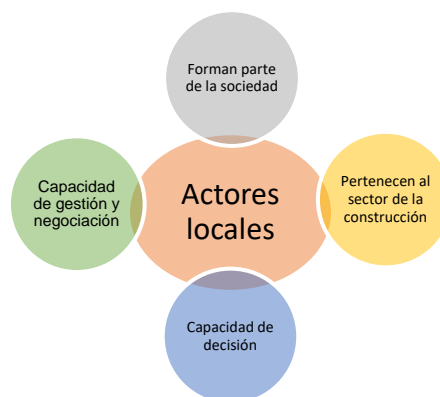 Forman parte
de la sociedad
Capacidad
de gestión y
negociación
Actores
locales
Pertenecen al
sector de la
construcción
Capacidad de
decisión